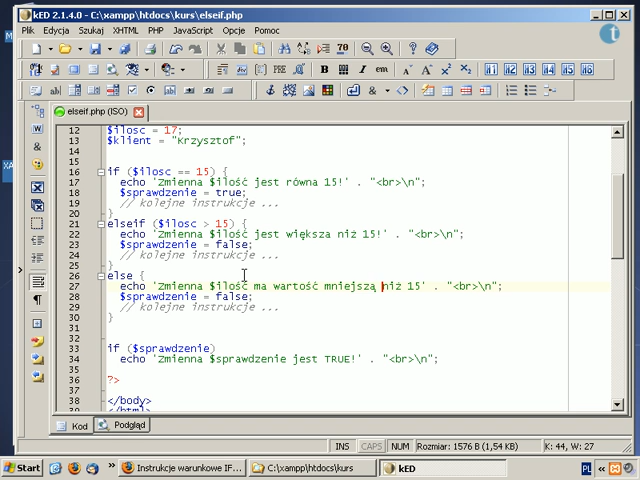 kED 2.1.4.0 - C:\xampp\htdocs\kurs\elseif.php
Plik Edycja Szukaj XHTML PHP JavaScript Opcje Pomoc
elseif.php (ISO)
12 $ilosc = 17;
13 $klient = "Krzysztof";
14
15
16 if ($ilosc == 15) {
17 echo 'Zmienna $ilość jest równa 15!' . "<br>\n";
18 $sprawdzenie = true;
19 // kolejne instrukcje ...
20 }
21 elseif ($ilosc > 15) {
22 echo 'Zmienna $ilość jest większa niż 15!' . "<br>\n";
23 $sprawdzenie = false;
24 // kolejne instrukcje ...
25 }
26 else {
27 echo 'Zmienna $ilość ma wartość mniejszą niż 15' . "<br>\n";
28 $sprawdzenie = false;
29 // kolejne instrukcje ...
30 }
31
32
33 if ($sprawdzenie)
34 echo 'Zmienna $sprawdzenie jest TRUE!' . "<br>\n";
35
36 ?>
37
38 </body>
39 </html>
Kod Podgląd
INS CAPS NUM Rozmiar: 1576 B (1,54 KB) K: 44, W: 27
Start Instrukcje warunkowe IF... C:\xampp\htdocs\kurs kED PL